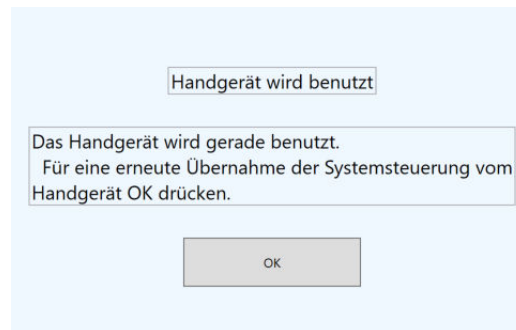 Handgerät wird benutzt
Das Handgerät wird gerade benutzt.
Für eine erneute Übernahme der Systemsteuerung vom
Handgerät OK drücken.
OK